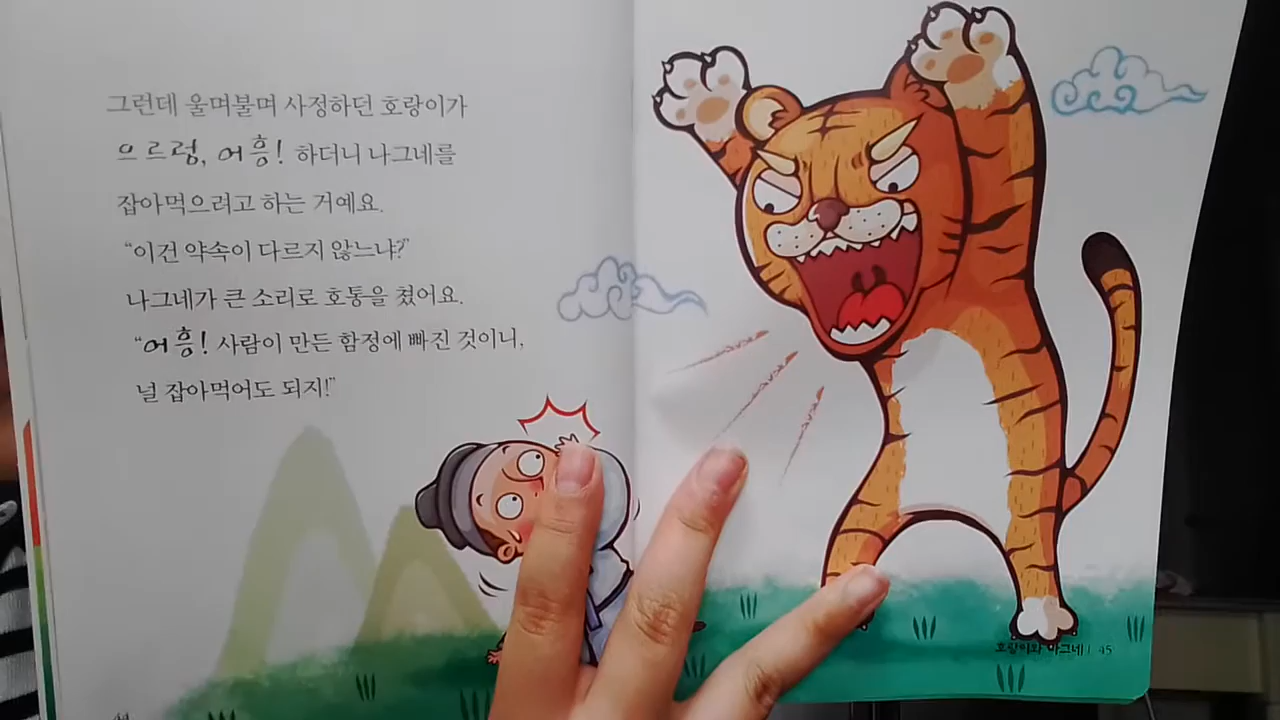 그런데 울며불며 사정하던 호랑이가
으르렁, 어흥! 하더니 나그네를
잡아먹으려고 하는 거예요.
“이건 약속이 다르지 않느냐?”
나그네가 큰 소리로 호통을 쳤어요.
“어흥! 사람이 만든 함정에 빠진 것이니,
널 잡아먹어도 되지!”
호랑이와 나그네 | 45